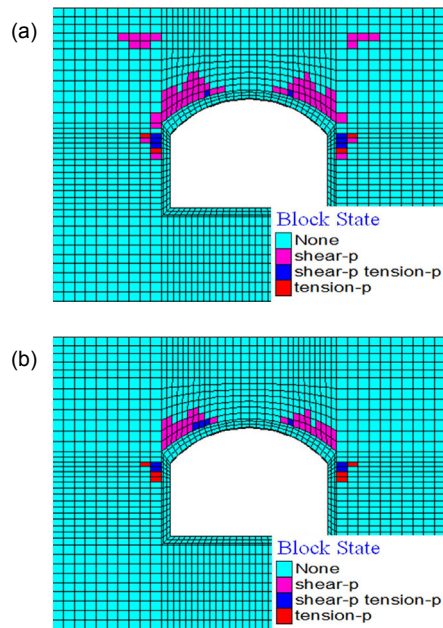 (a)
Block State
None
shear-p
shear-p tension-p
tension-p
(b)
Block State
None
shear-p
shear-p tension-p
tension-p